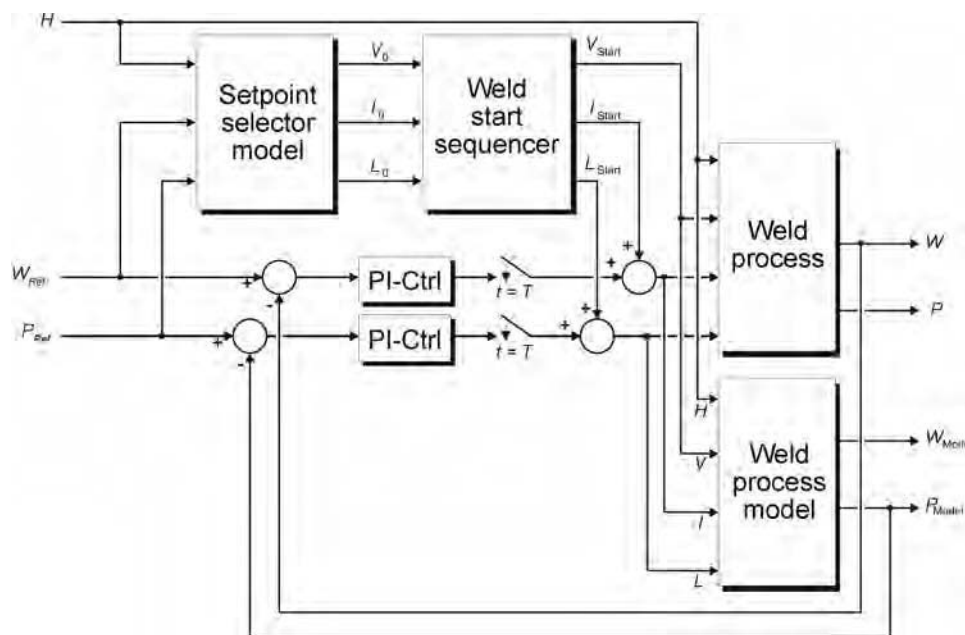 H
V0
VStart
Setpoint
selector
model
I0
Weld
start
sequencer
IStart
L0
LStart
Weld
process
W
WRef
+
-
PI-Ctrl
t = T
+
+
P
PRef
+
-
PI-Ctrl
t = T
+
+
H
V
Weld
process
model
WModel
I
PModel
L